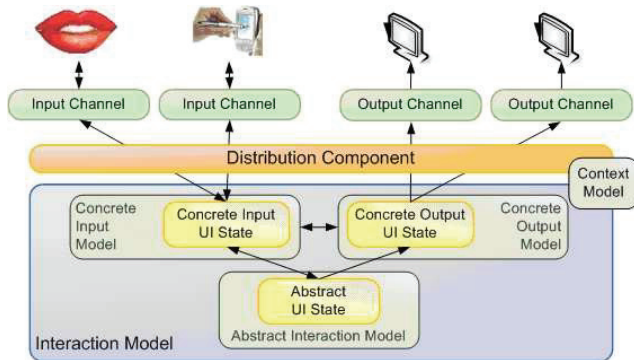 Input Channel
Input Channel
Output Channel
Output Channel
Distribution Component
Context
Model
Concrete
Input
Model
Concrete Input
UI State
Concrete Output
UI State
Concrete
Output
Model
Abstract
UI State
Abstract Interaction Model
Interaction Model